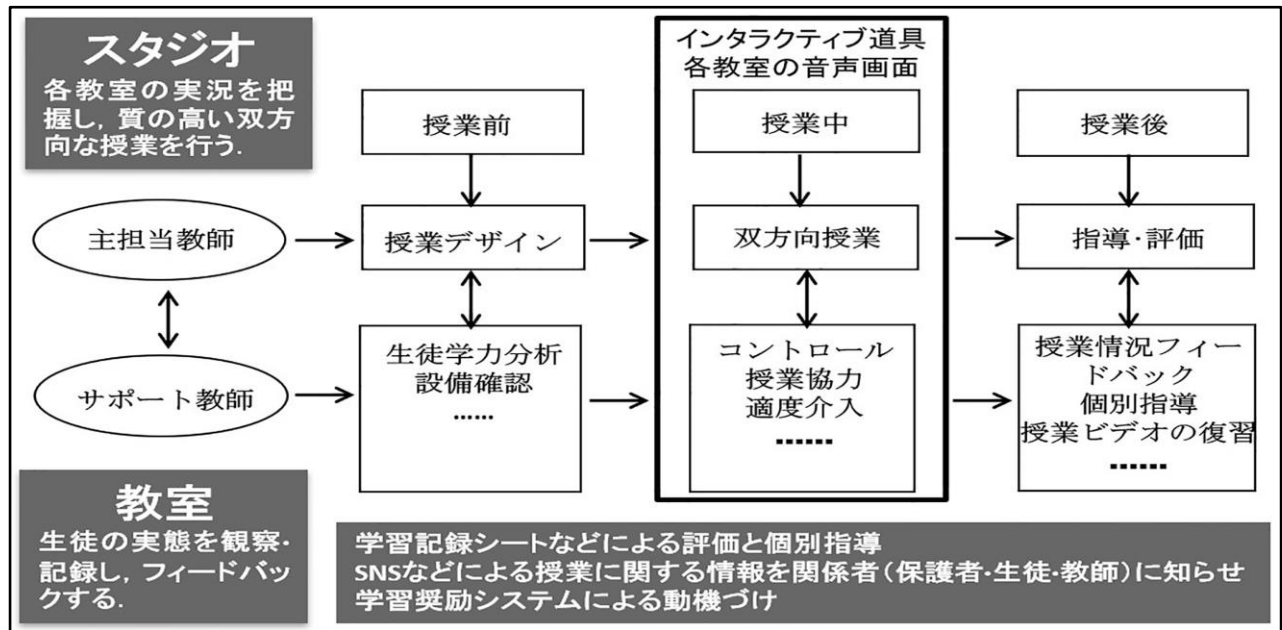 スタジオ
各教室の実況を把
握し，質の高い双方
向な授業を行う．
インタラクティブ道具
各教室の音声画面
授業前
授業中
授業後
主担当教師
授業デザイン
双方向授業
指導・評価
サポート教師
生徒学力分析
設備確認
……
コントロール
授業協力
適度介入
……
授業情況フィー
ドバック
個別指導
授業ビデオの復習
……
教室
生徒の実態を観察・
記録し，フィードバッ
クする．
学習記録シートなどによる評価と個別指導
SNSなどによる授業に関する情報を関係者（保護者・生徒・教師）に知らせ
学習奨励システムによる動機づけ